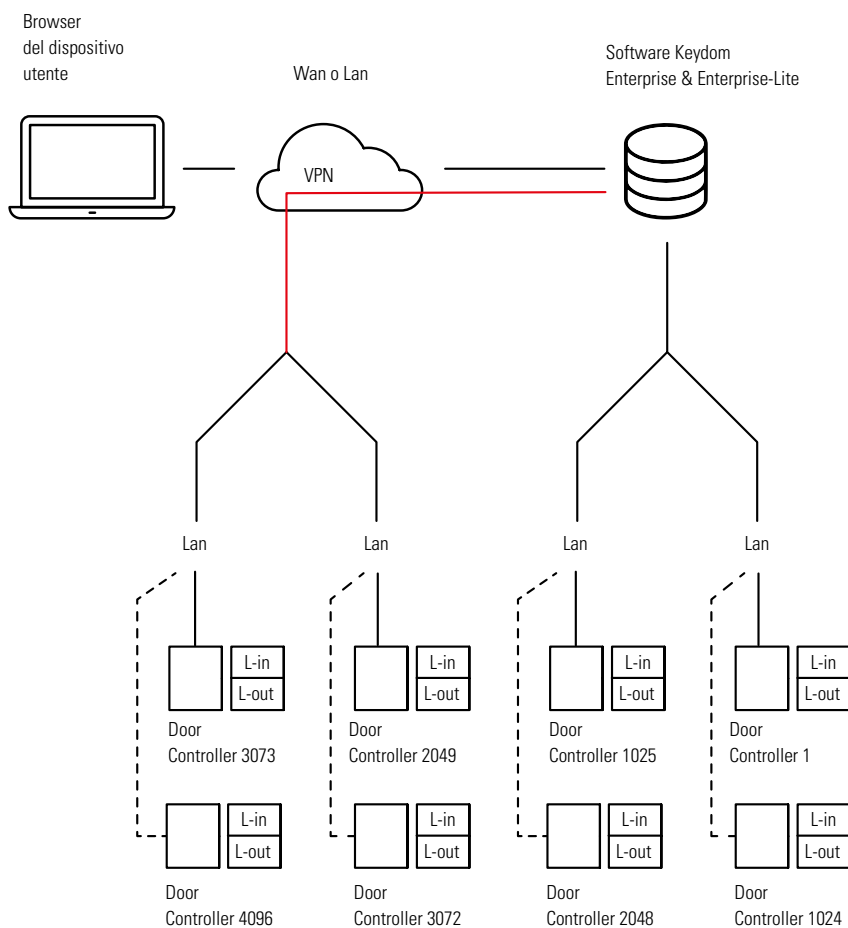 Browser
del dispositivo
utente
Wan o Lan
Software Keydom
Enterprise & Enterprise-Lite
VPN
Lan
Lan
Lan
Lan
L-in
L-out
L-in
L-out
L-in
L-out
L-in
L-out
Door
Controller 3073
Door
Controller 2049
Door
Controller 1025
Door
Controller 1
L-in
L-out
L-in
L-out
L-in
L-out
L-in
L-out
Door
Controller 4096
Door
Controller 3072
Door
Controller 2048
Door
Controller 1024